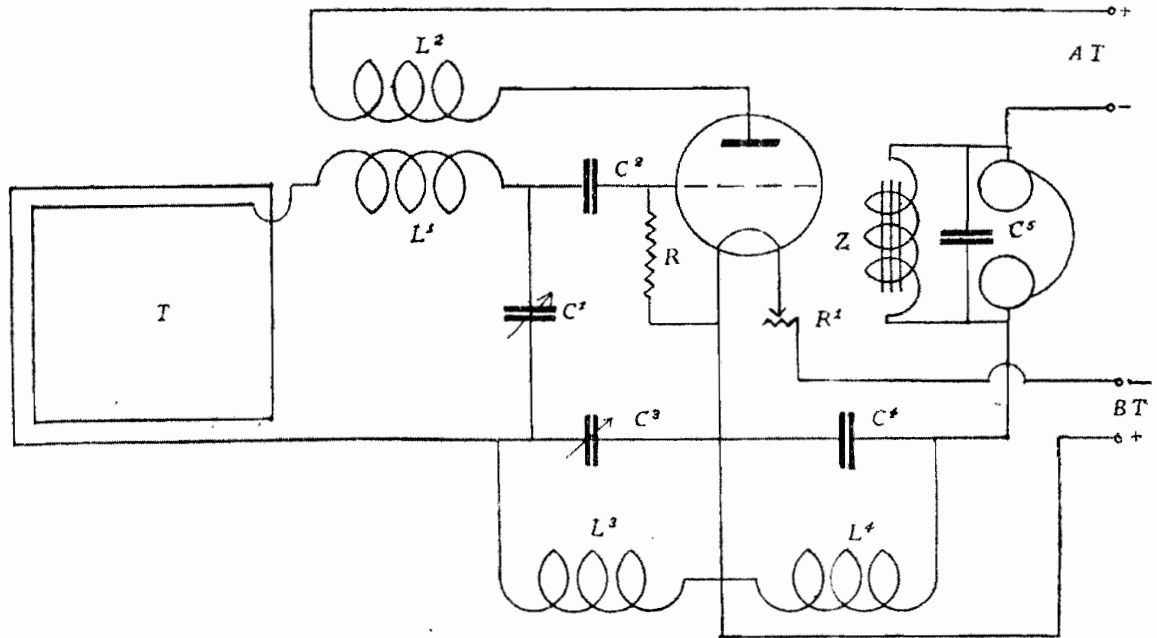 +
L²
A T
−
C²
L¹
R
Z
C⁵
T
C¹
R¹
−
B T
C³
C⁴
+
L³
L⁴